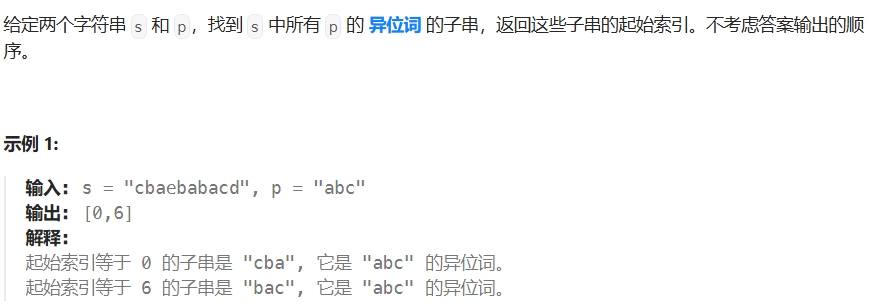 给定两个字符串 s 和 p，找到 s 中所有 p 的 异位词 的子串，返回这些子串的起始索引。不考虑答案输出的顺
序。
示例 1:
输入: s = "cbaebabacd", p = "abc"
输出: [0,6]
解释:
起始索引等于 0 的子串是 "cba", 它是 "abc" 的异位词。
起始索引等于 6 的子串是 "bac", 它是 "abc" 的异位词。